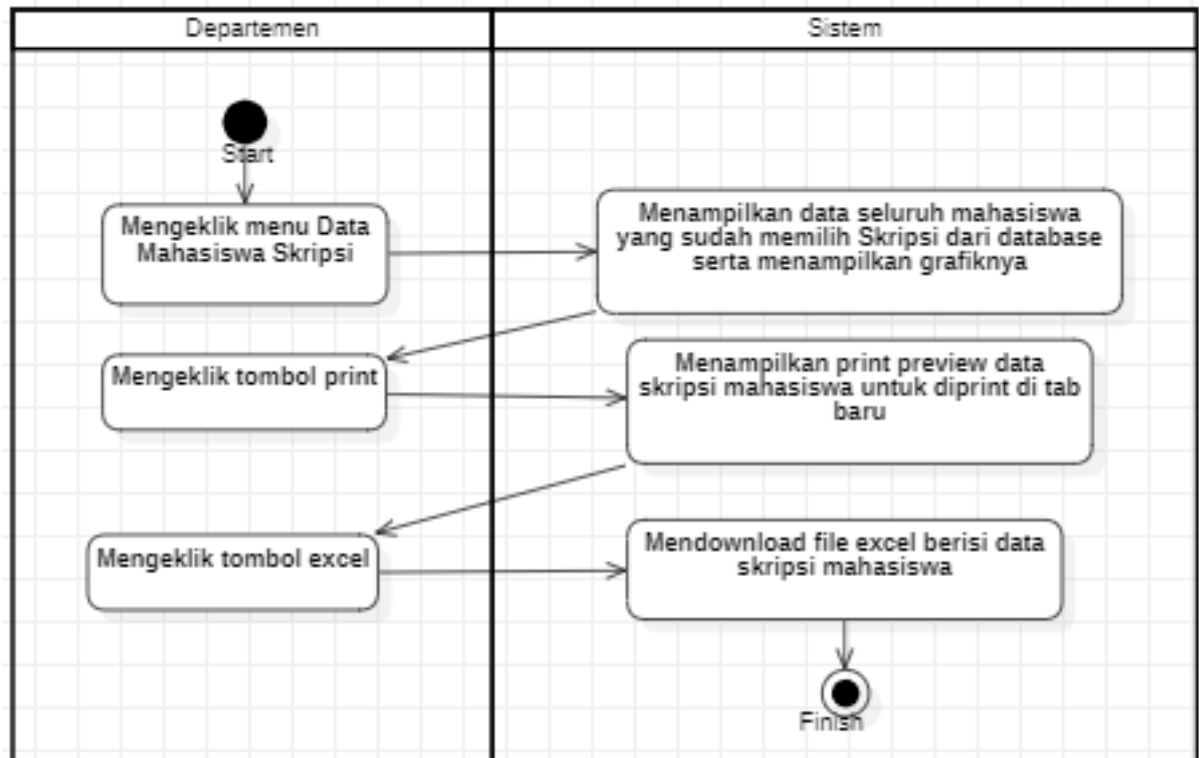 Departemen
Sistem
Start
Mengeklik menu Data
Mahasiswa Skripsi
Menampilkan data seluruh mahasiswa
yang sudah memilih Skripsi dari database
serta menampilkan grafiknya
Mengeklik tombol print
Menampilkan print preview data
skripsi mahasiswa untuk diprint di tab
baru
Mengeklik tombol excel
Mendownload file excel berisi data
skripsi mahasiswa
Finish